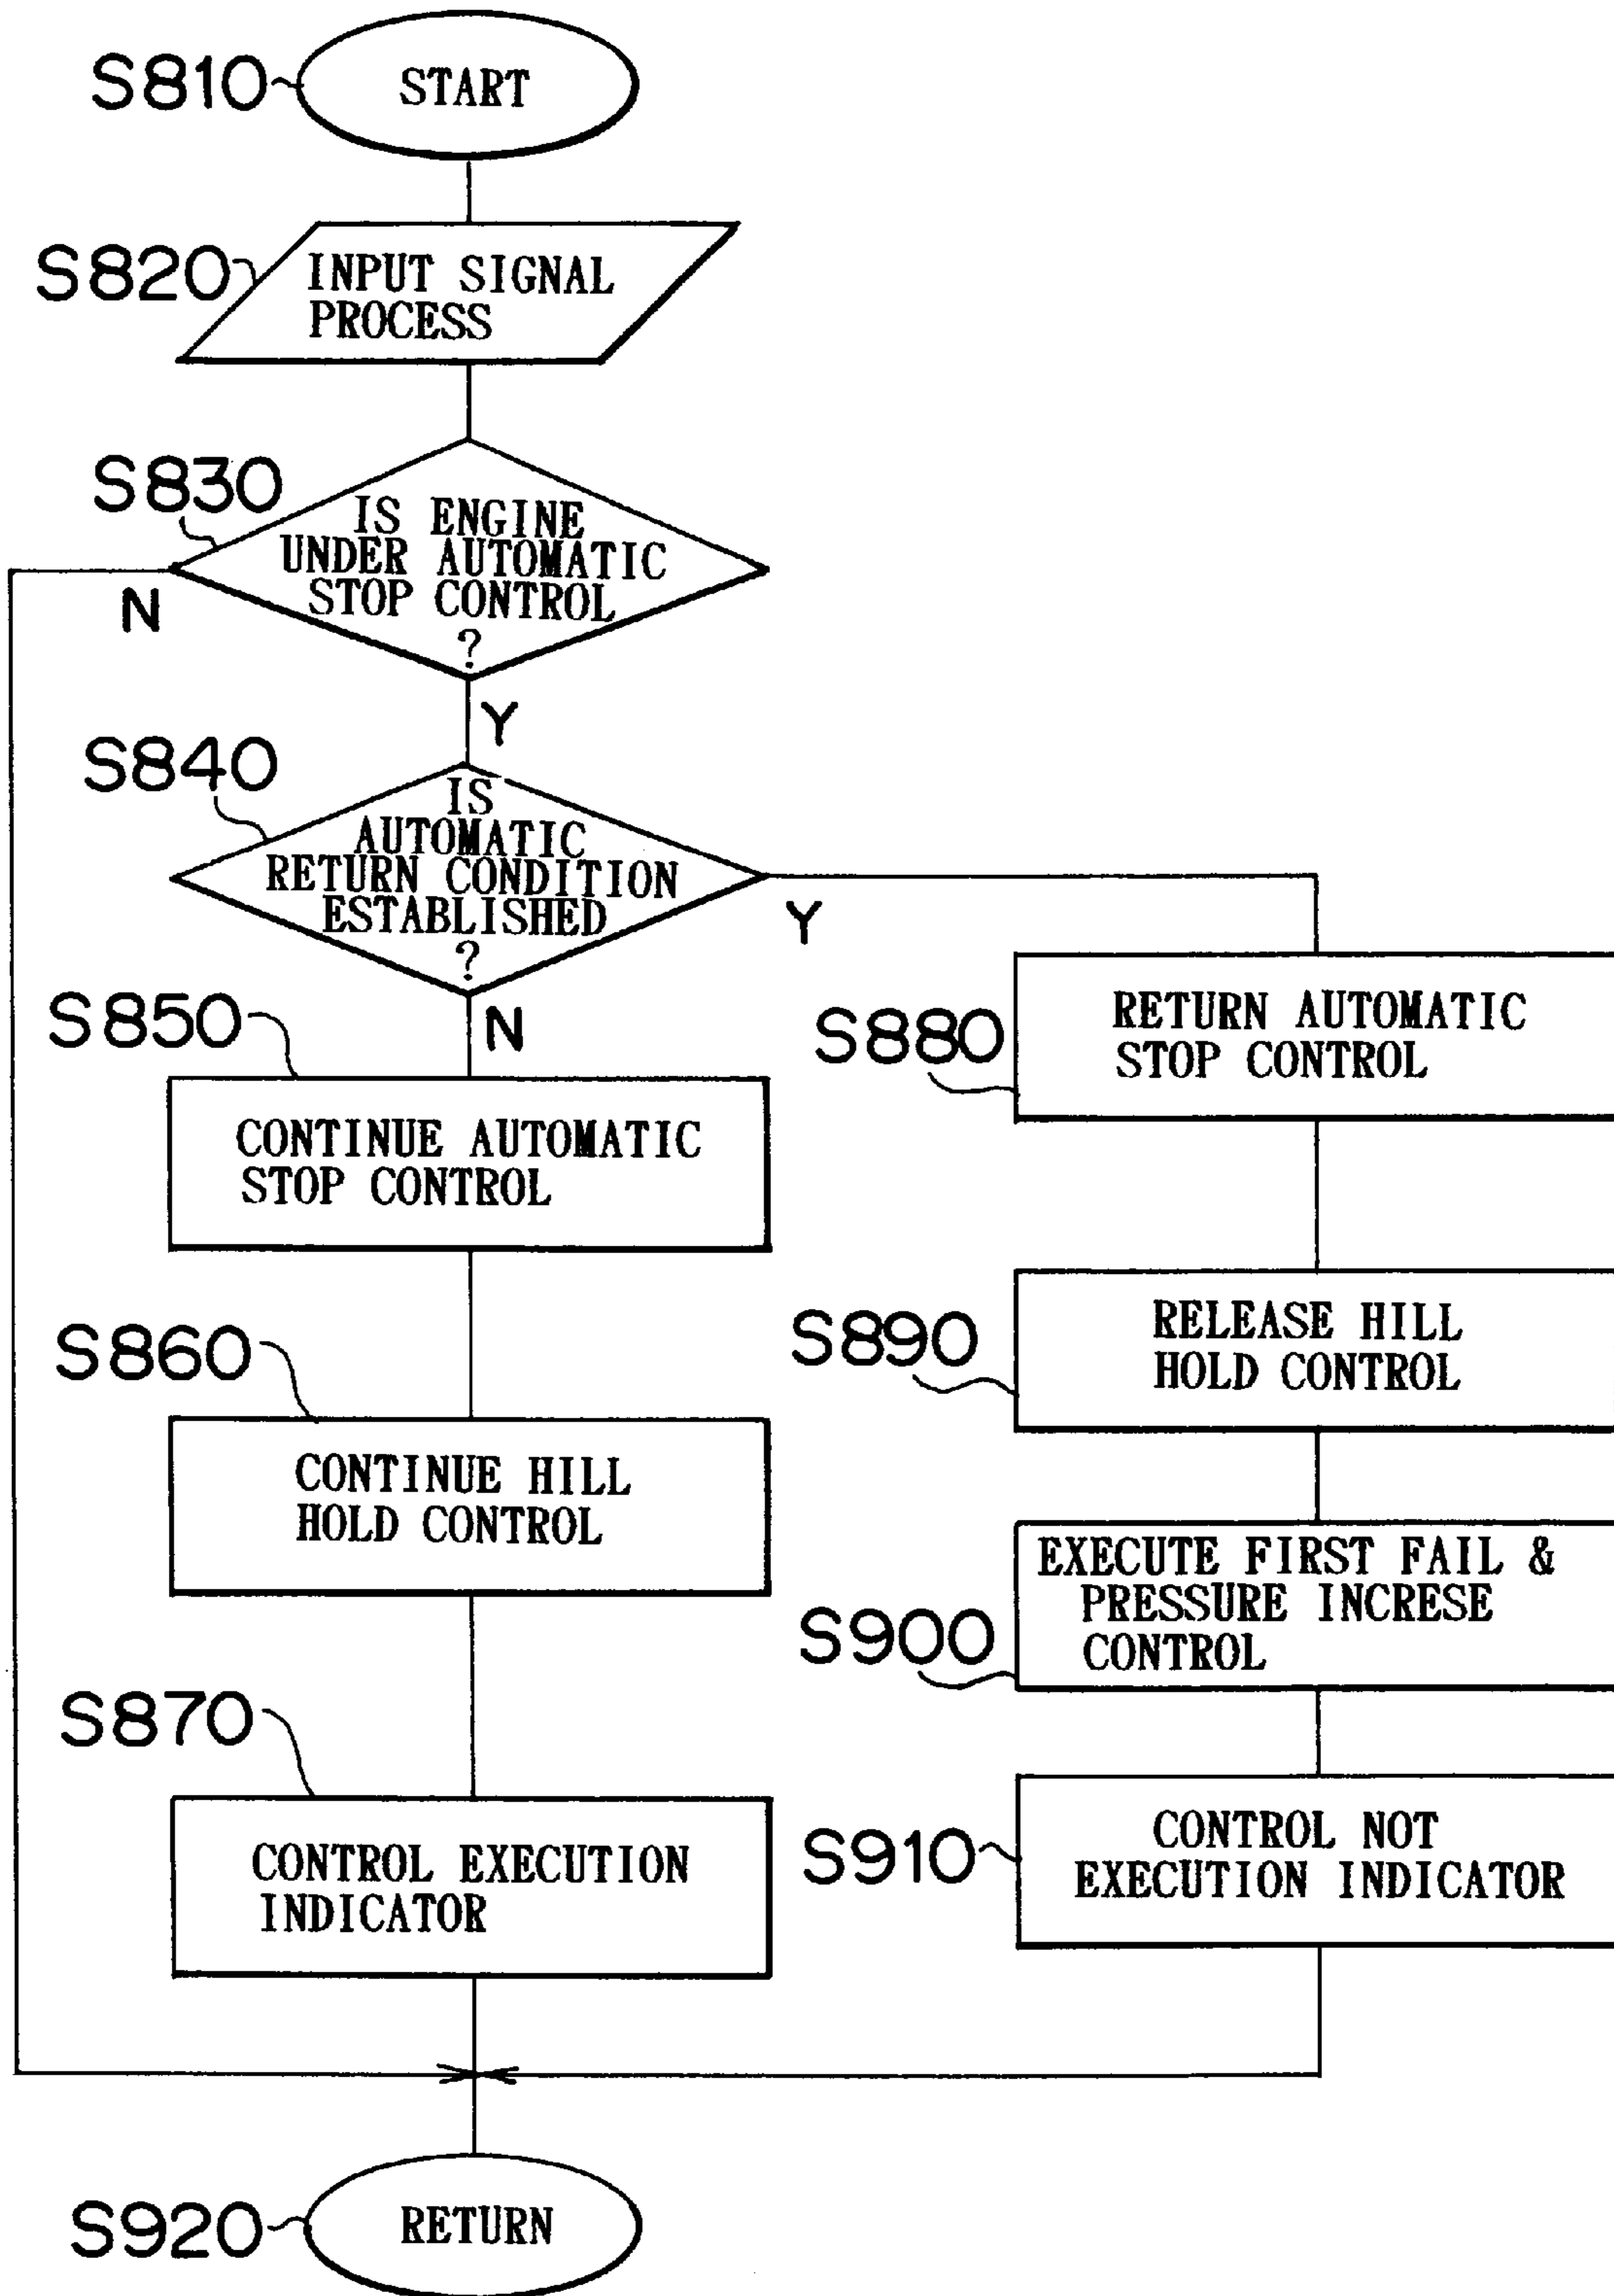 S810
START
S820
INPUT SIGNAL
PROCESS
S830
IS ENGINE
UNDER AUTOMATIC
STOP CONTROL
?
N
Y
S840
IS
AUTOMATIC
RETURN CONDITION
ESTABLISHED
?
Y
N
S850
CONTINUE AUTOMATIC
STOP CONTROL
S860
CONTINUE HILL
HOLD CONTROL
S870
CONTROL EXECUTION
INDICATOR
S880
RETURN AUTOMATIC
STOP CONTROL
S890
RELEASE HILL
HOLD CONTROL
S900
EXECUTE FIRST FAIL &
PRESSURE INCRESE
CONTROL
S910
CONTROL NOT
EXECUTION INDICATOR
S920
RETURN